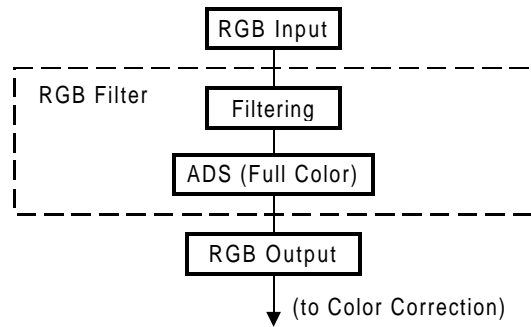 RGB Input
RGB Filter
Filtering
ADS (Full Color)
RGB Output
(to Color Correction)